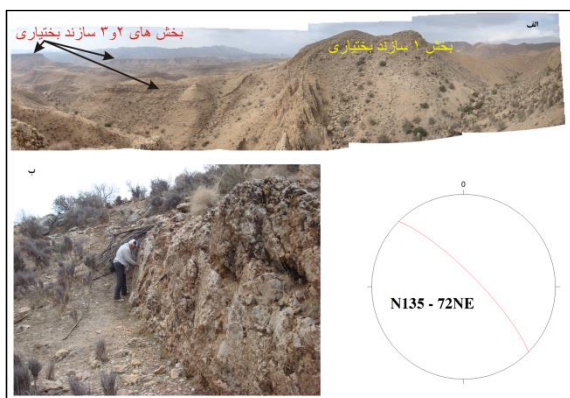 الف
بخش های ۲و۳ سازند بختیاری
بخش ۱ سازند بختیاری
ب
0
N135 - 72NE